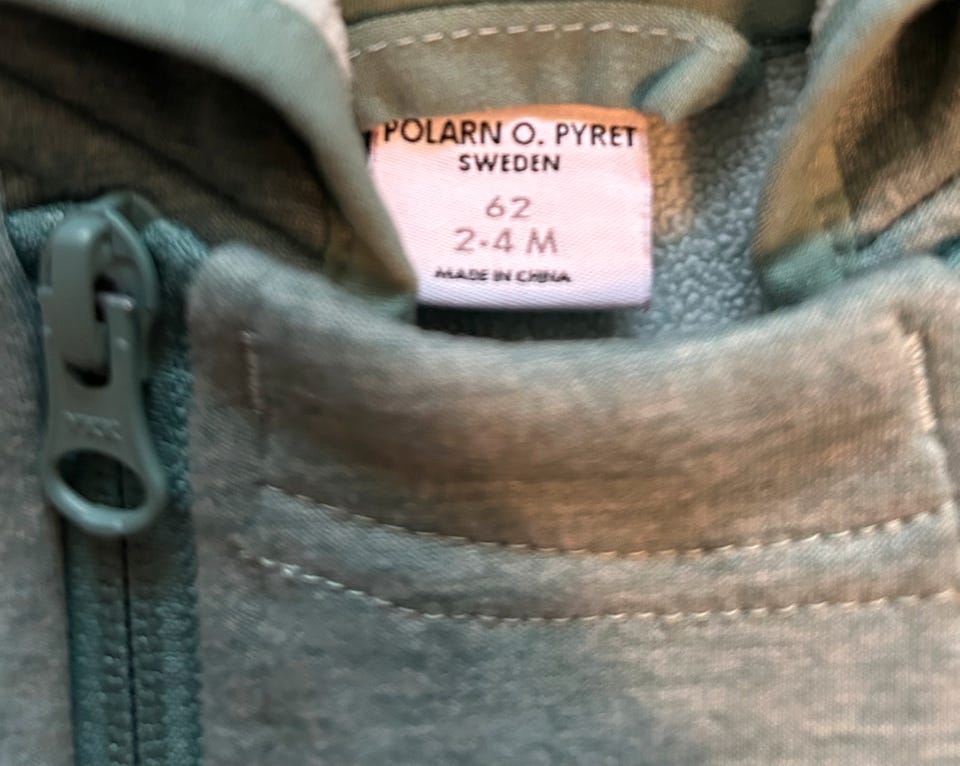 POLARN O. PYRET
SWEDEN
62
2-4 M
MADE IN CHINA